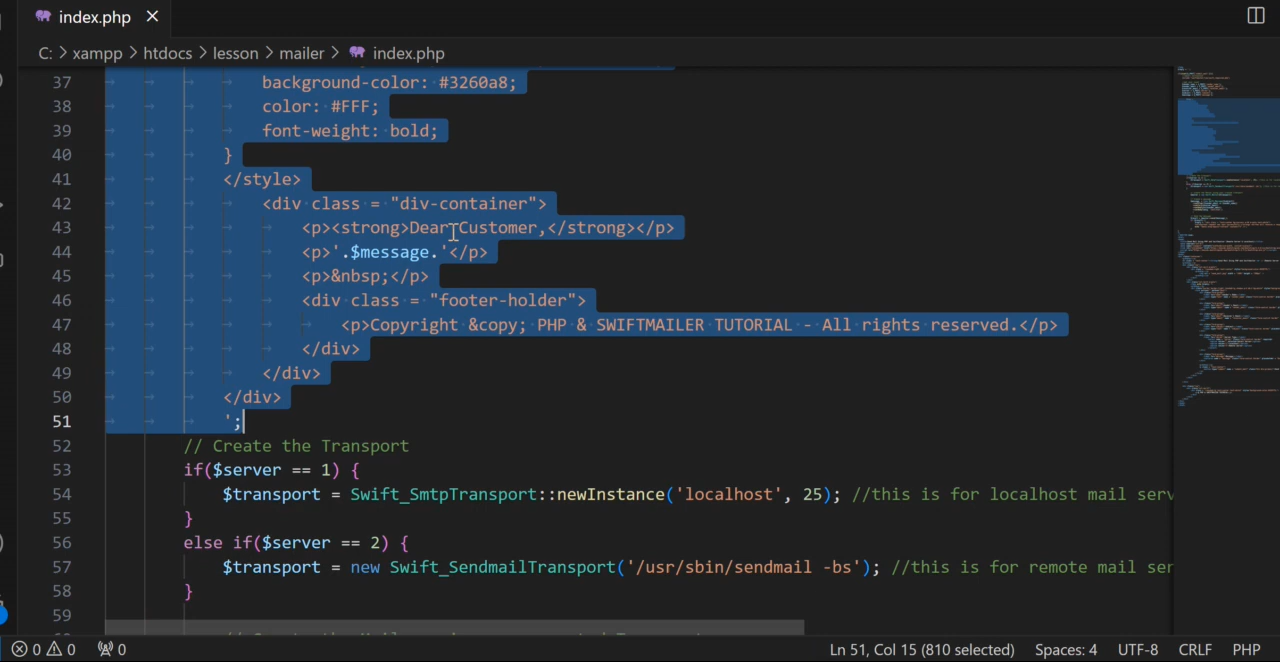 index.php
C: > xampp > htdocs > lesson > mailer > index.php
37 background-color: #3260a8;
38 color: #FFF;
39 font-weight: bold;
40 }
41 </style>
42 <div class = "div-container">
43 <p><strong>Dear Customer,</strong></p>
44 <p>'.$message.'</p>
45 <p>&nbsp;</p>
46 <div class = "footer-holder">
47 <p>Copyright &copy; PHP & SWIFTMAILER TUTORIAL - All rights reserved.</p>
48 </div>
49 </div>
50 </div>
51 ';
52 // Create the Transport
53 if($server == 1) {
54 $transport = Swift_SmtpTransport::newInstance('localhost', 25); //this is for localhost mail serv
55 }
56 else if($server == 2) {
57 $transport = new Swift_SendmailTransport('/usr/sbin/sendmail -bs'); //this is for remote mail ser
58 }
59
0 0 0 Ln 51, Col 15 (810 selected) Spaces: 4 UTF-8 CRLF PHP